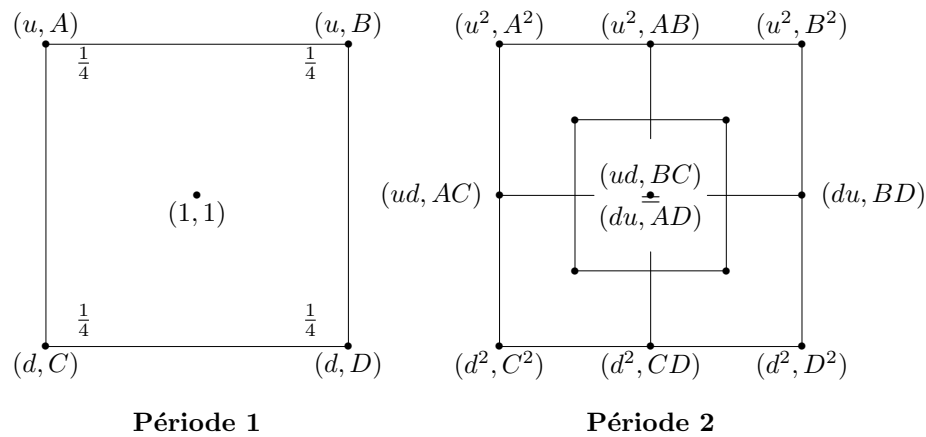 (u, A) (u, B) (u², A²) (u², AB) (u², B²)
1/4 1/4
(ud, BC)
(ud, AC) = (du, BD)
(1, 1) (du, AD)
1/4 1/4
(d, C) (d, D) (d², C²) (d², CD) (d², D²)
Période 1 Période 2